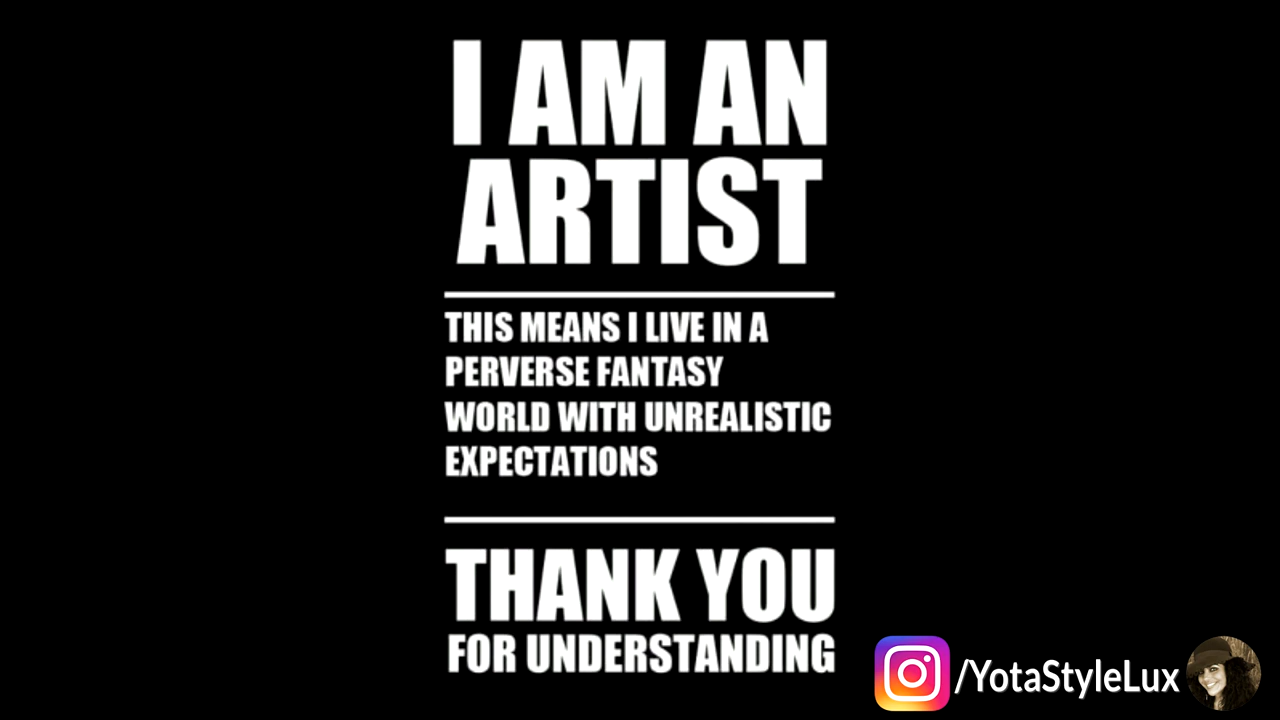 I AM AN
ARTIST
THIS MEANS I LIVE IN A
PERVERSE FANTASY
WORLD WITH UNREALISTIC
EXPECTATIONS
THANK YOU
FOR UNDERSTANDING
/YotaStyleLux